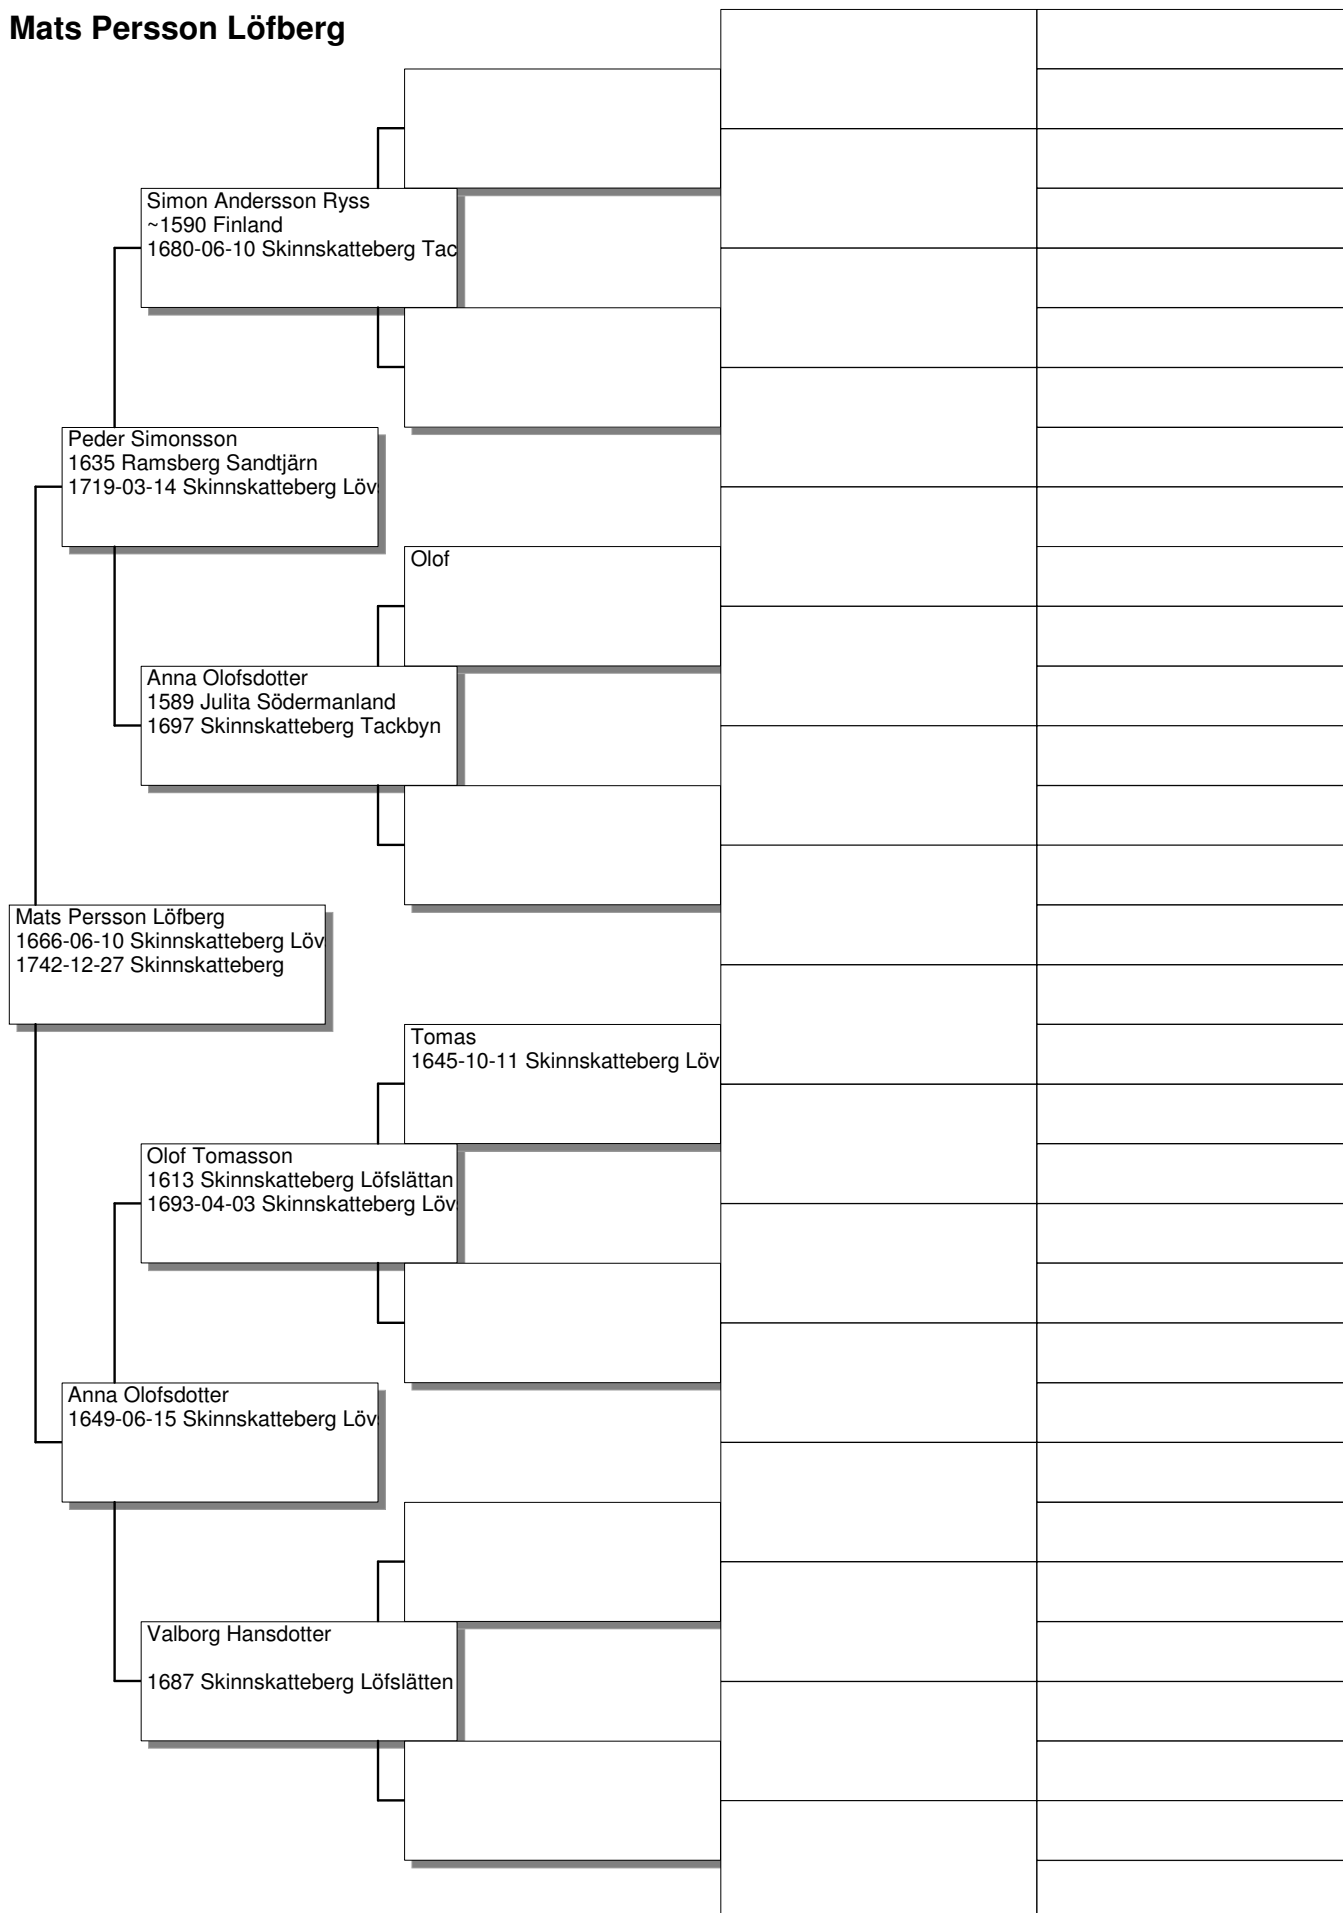 Mats Persson Löfberg
Simon Andersson Ryss
~1590 Finland
1680-06-10 Skinnskatteberg Tac
Peder Simonsson
1635 Ramsberg Sandtjärn
1719-03-14 Skinnskatteberg Löv
Olof
Anna Olofsdotter
1589 Julita Södermanland
1697 Skinnskatteberg Tackbyn
Mats Persson Löfberg
1666-06-10 Skinnskatteberg Löv
1742-12-27 Skinnskatteberg
Tomas
1645-10-11 Skinnskatteberg Löv
Olof Tomasson
1613 Skinnskatteberg Löfslättan
1693-04-03 Skinnskatteberg Löv
Anna Olofsdotter
1649-06-15 Skinnskatteberg Löv
Valborg Hansdotter
1687 Skinnskatteberg Löfslätten